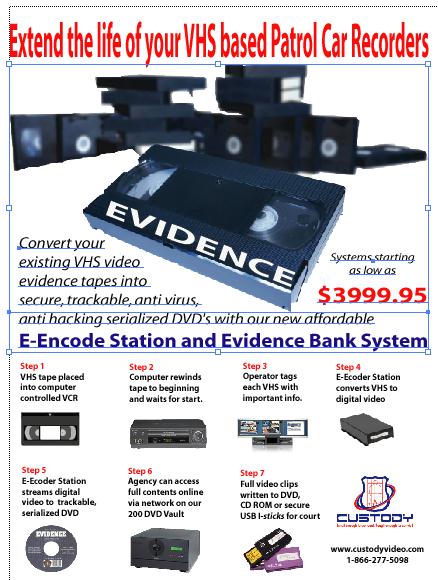 Extend the life of your VHS based Patrol Car Recorders
EVIDENCE
Convert your
existing VHS video
evidence tapes into
secure, trackable, anti virus,
anti hacking serialized DVD's with our new affordable
Systems starting
as low as
$3999.95
E-Encode Station and Evidence Bank System
Step 1
VHS tape placed
into computer
controlled VCR
Step 2
Computer rewinds
tape to beginning
and waits for start.
Step 3
Operator tags
each VHS with
important info.
Step 4
E-Ecoder Station
converts VHS to
digital video
Step 5
E-Ecoder Station
streams digital
video to trackable,
serialized DVD
EVIDENCE
Step 6
Agency can access
full contents online
via network on our
200 DVD Vault
Step 7
Full video clips
written to DVD,
CD ROM or secure
USB I-sticks for court
CUSTODY
www.custodyvideo.com
1-866-277-5098